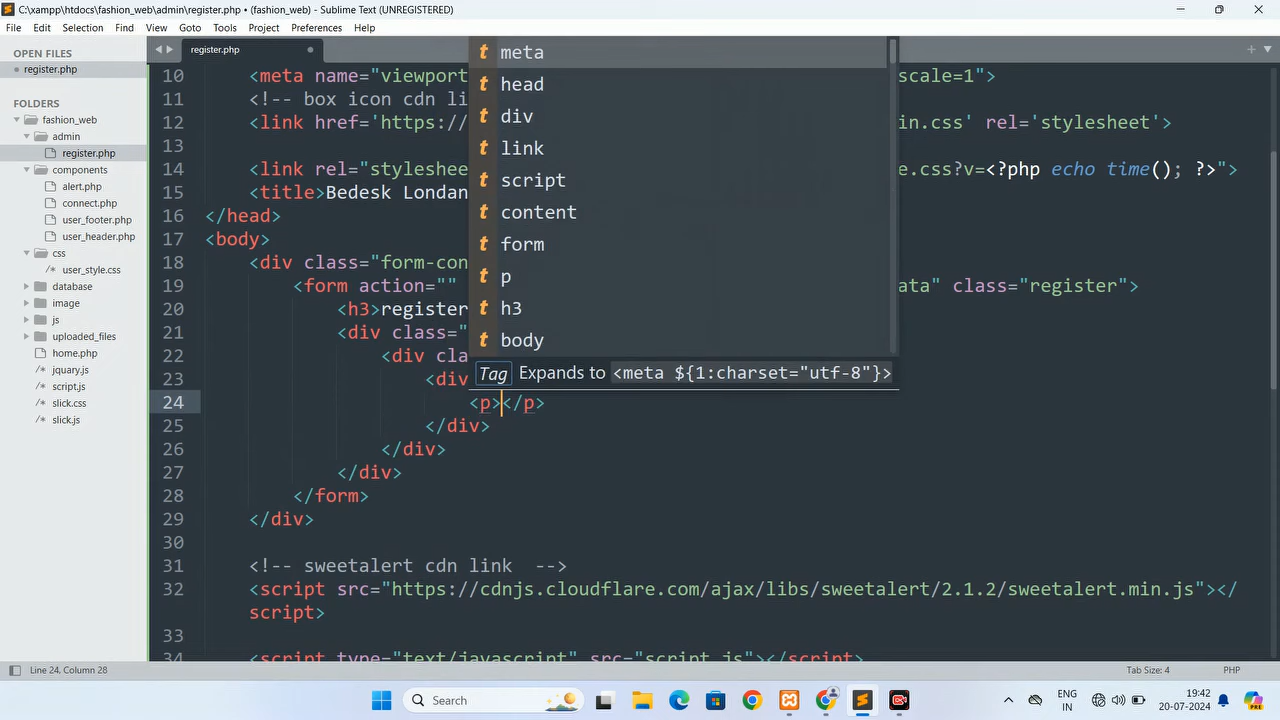 C:\xampp\htdocs\fashion_web\admin\register.php • (fashion_web) - Sublime Text (UNREGISTERED)
File Edit Selection Find View Goto Tools Project Preferences Help
OPEN FILES
register.php
FOLDERS
fashion_web
admin
register.php
components
alert.php
connect.php
user_footer.php
user_header.php
css
/* user_style.css
database
image
js
uploaded_files
home.php
jquary.js
script.js
slick.css
slick.js
register.php
10 <meta name="viewport scale=1">
11 <!-- box icon cdn li
12 <link href='https:// in.css' rel='stylesheet'>
13
14 <link rel="styleshee e.css?v=<?php echo time(); ?>">
15 <title>Bedesk Londan
16 </head>
17 <body>
18 <div class="form-con
19 <form action="" ata" class="register">
20 <h3>register
21 <div class="
22 <div cla
23 <div
24 <p></p>
25 </div>
26 </div>
27 </div>
28 </form>
29 </div>
30
31 <!-- sweetalert cdn link -->
32 <script src="https://cdnjs.cloudflare.com/ajax/libs/sweetalert/2.1.2/sweetalert.min.js"></
script>
33
34 <script type="text/javascript" src="script.js"></script>
t meta
t head
t div
t link
t script
t content
t form
t p
t h3
t body
Tag Expands to <meta ${1:charset="utf-8"}>
Line 24, Column 28
Tab Size: 4 PHP
Search
ENG
IN
19:42
20-07-2024